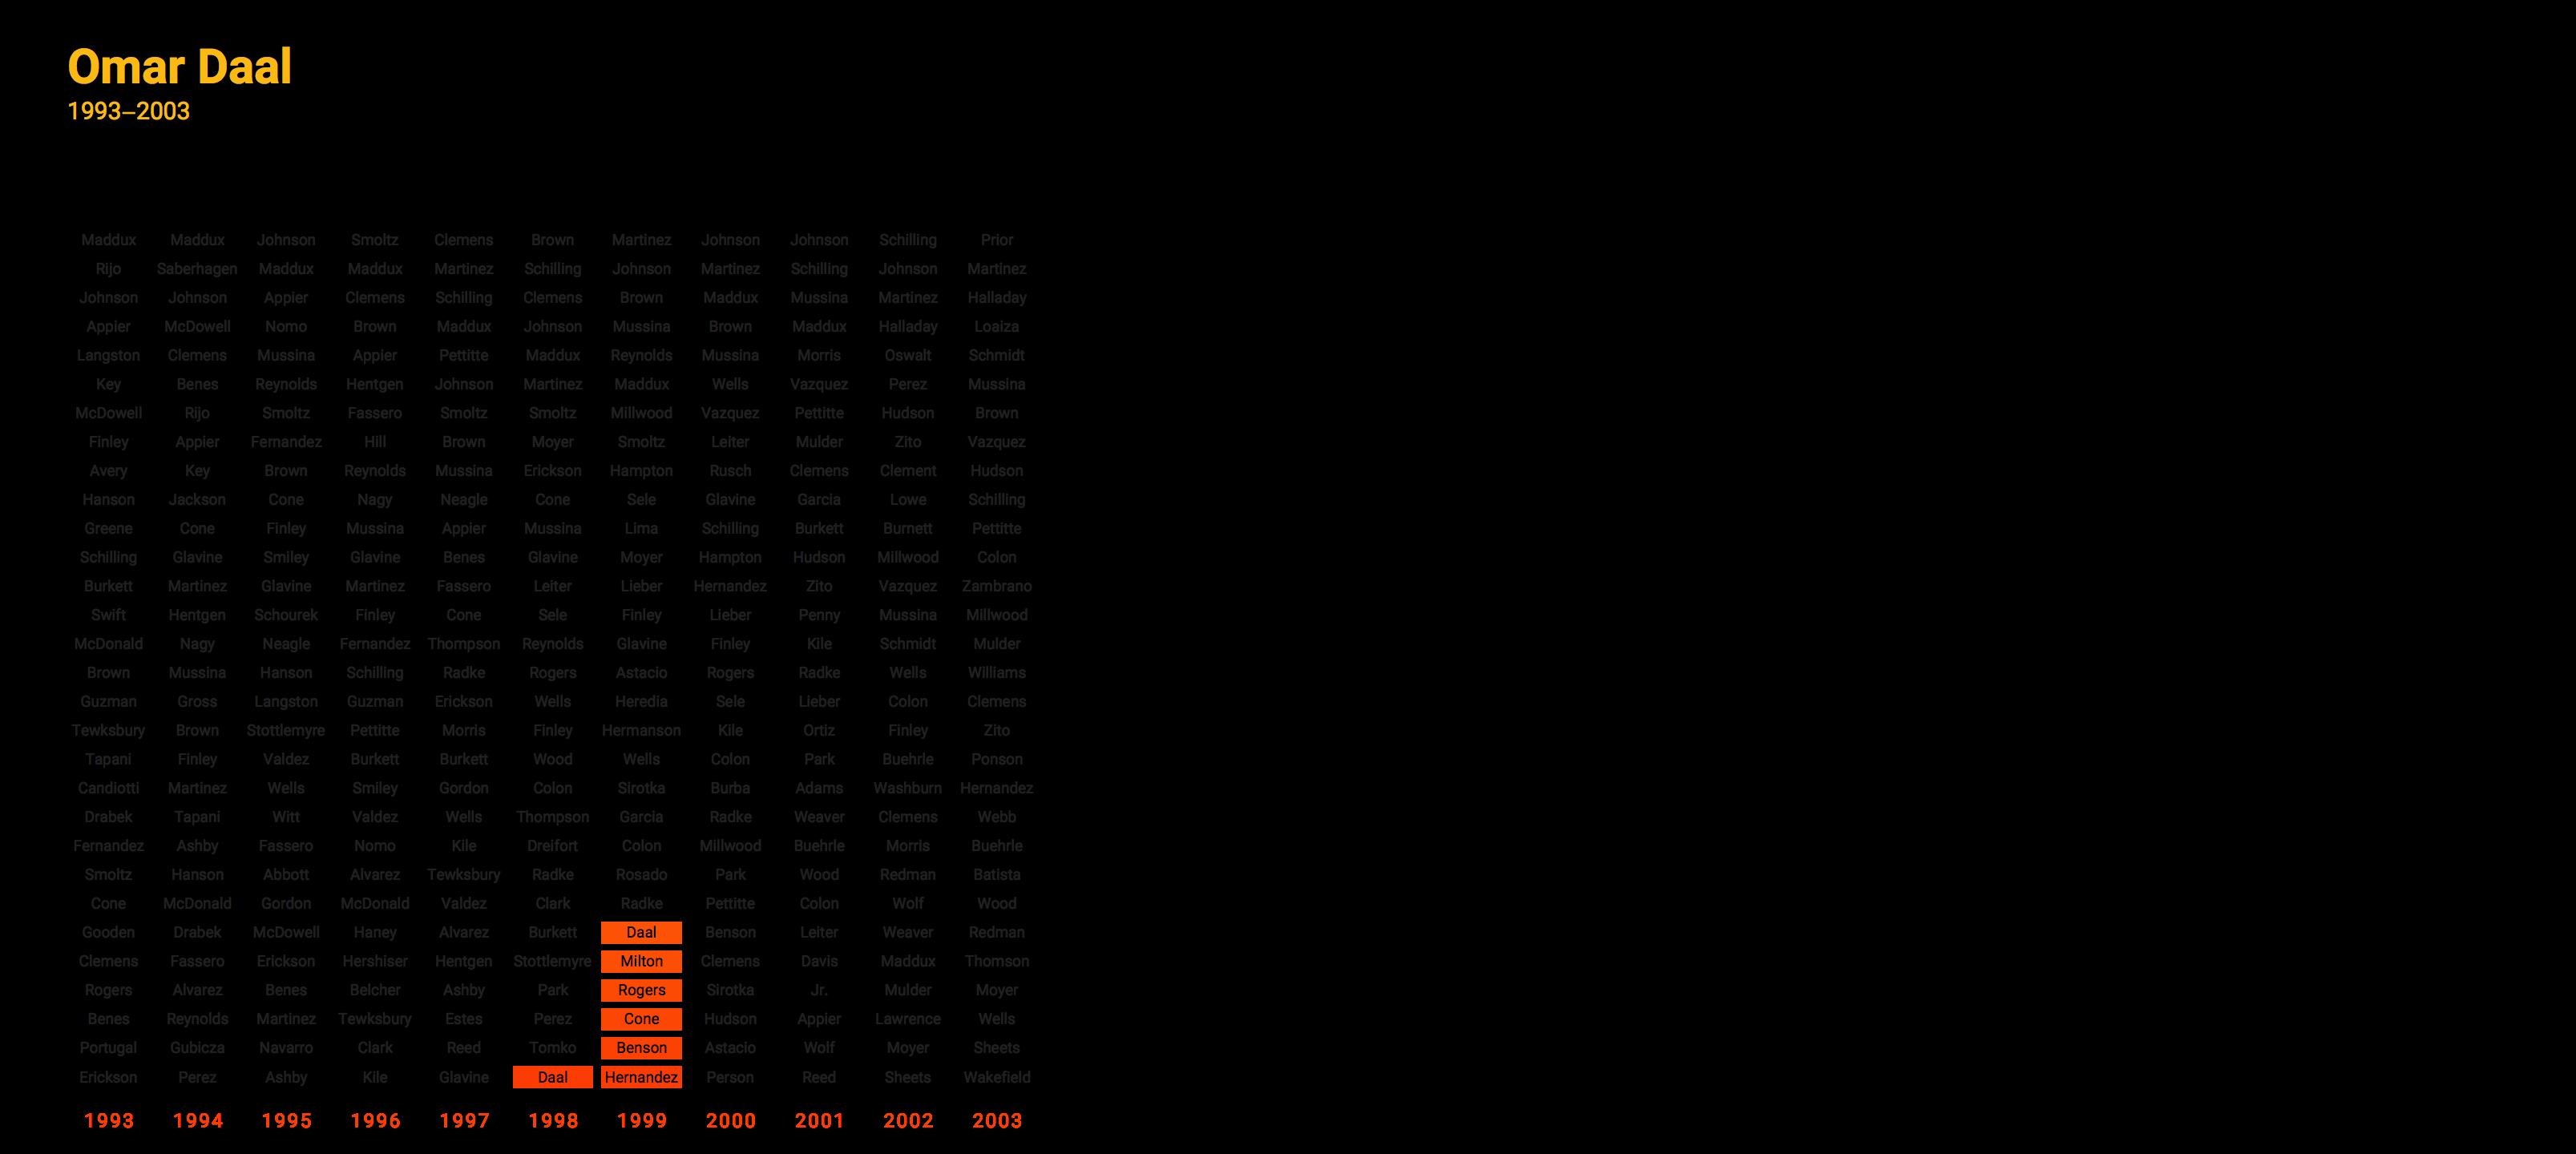 Omar Daal
1993–2003
Maddux Maddux Johnson Smoltz Clemens Brown Martinez Johnson Johnson Schilling Prior
Rijo Saberhagen Maddux Maddux Martinez Schilling Johnson Martinez Schilling Johnson Martinez
Johnson Johnson Appier Clemens Schilling Clemens Brown Maddux Mussina Martinez Halladay
Appier McDowell Nomo Brown Maddux Johnson Mussina Brown Maddux Halladay Loaiza
Langston Clemens Mussina Appier Pettitte Maddux Reynolds Mussina Morris Oswalt Schmidt
Key Benes Reynolds Hentgen Johnson Martinez Maddux Wells Vazquez Perez Mussina
McDowell Rijo Smoltz Fassero Smoltz Smoltz Millwood Vazquez Pettitte Hudson Brown
Finley Appier Fernandez Hill Brown Moyer Smoltz Leiter Mulder Zito Vazquez
Avery Key Brown Reynolds Mussina Erickson Hampton Rusch Clemens Clement Hudson
Hanson Jackson Cone Nagy Neagle Cone Sele Glavine Garcia Lowe Schilling
Greene Cone Finley Mussina Appier Mussina Lima Schilling Burkett Burnett Pettitte
Schilling Glavine Smiley Glavine Benes Glavine Moyer Hampton Hudson Millwood Colon
Burkett Martinez Glavine Martinez Fassero Leiter Lieber Hernandez Zito Vazquez Zambrano
Swift Hentgen Schourek Finley Cone Sele Finley Lieber Penny Mussina Millwood
McDonald Nagy Neagle Fernandez Thompson Reynolds Glavine Finley Kile Schmidt Mulder
Brown Mussina Hanson Schilling Radke Rogers Astacio Rogers Radke Wells Williams
Guzman Gross Langston Guzman Erickson Wells Heredia Sele Lieber Colon Clemens
Tewksbury Brown Stottlemyre Pettitte Morris Finley Hermanson Kile Ortiz Finley Zito
Tapani Finley Valdez Burkett Burkett Wood Wells Colon Park Buehrle Ponson
Candiotti Martinez Wells Smiley Gordon Colon Sirotka Burba Adams Washburn Hernandez
Drabek Tapani Witt Valdez Wells Thompson Garcia Radke Weaver Clemens Webb
Fernandez Ashby Fassero Nomo Kile Dreifort Colon Millwood Buehrle Morris Buehrle
Smoltz Hanson Abbott Alvarez Tewksbury Radke Rosado Park Wood Redman Batista
Cone McDonald Gordon McDonald Valdez Clark Radke Pettitte Colon Wolf Wood
Gooden Drabek McDowell Haney Alvarez Burkett Daal Benson Leiter Weaver Redman
Clemens Fassero Erickson Hershiser Hentgen Stottlemyre Milton Clemens Davis Maddux Thomson
Rogers Alvarez Benes Belcher Ashby Park Rogers Sirotka Jr. Mulder Moyer
Benes Reynolds Martinez Tewksbury Estes Perez Cone Hudson Appier Lawrence Wells
Portugal Gubicza Navarro Clark Reed Tomko Benson Astacio Wolf Moyer Sheets
Erickson Perez Ashby Kile Glavine Daal Hernandez Person Reed Sheets Wakefield
1993 1994 1995 1996 1997 1998 1999 2000 2001 2002 2003